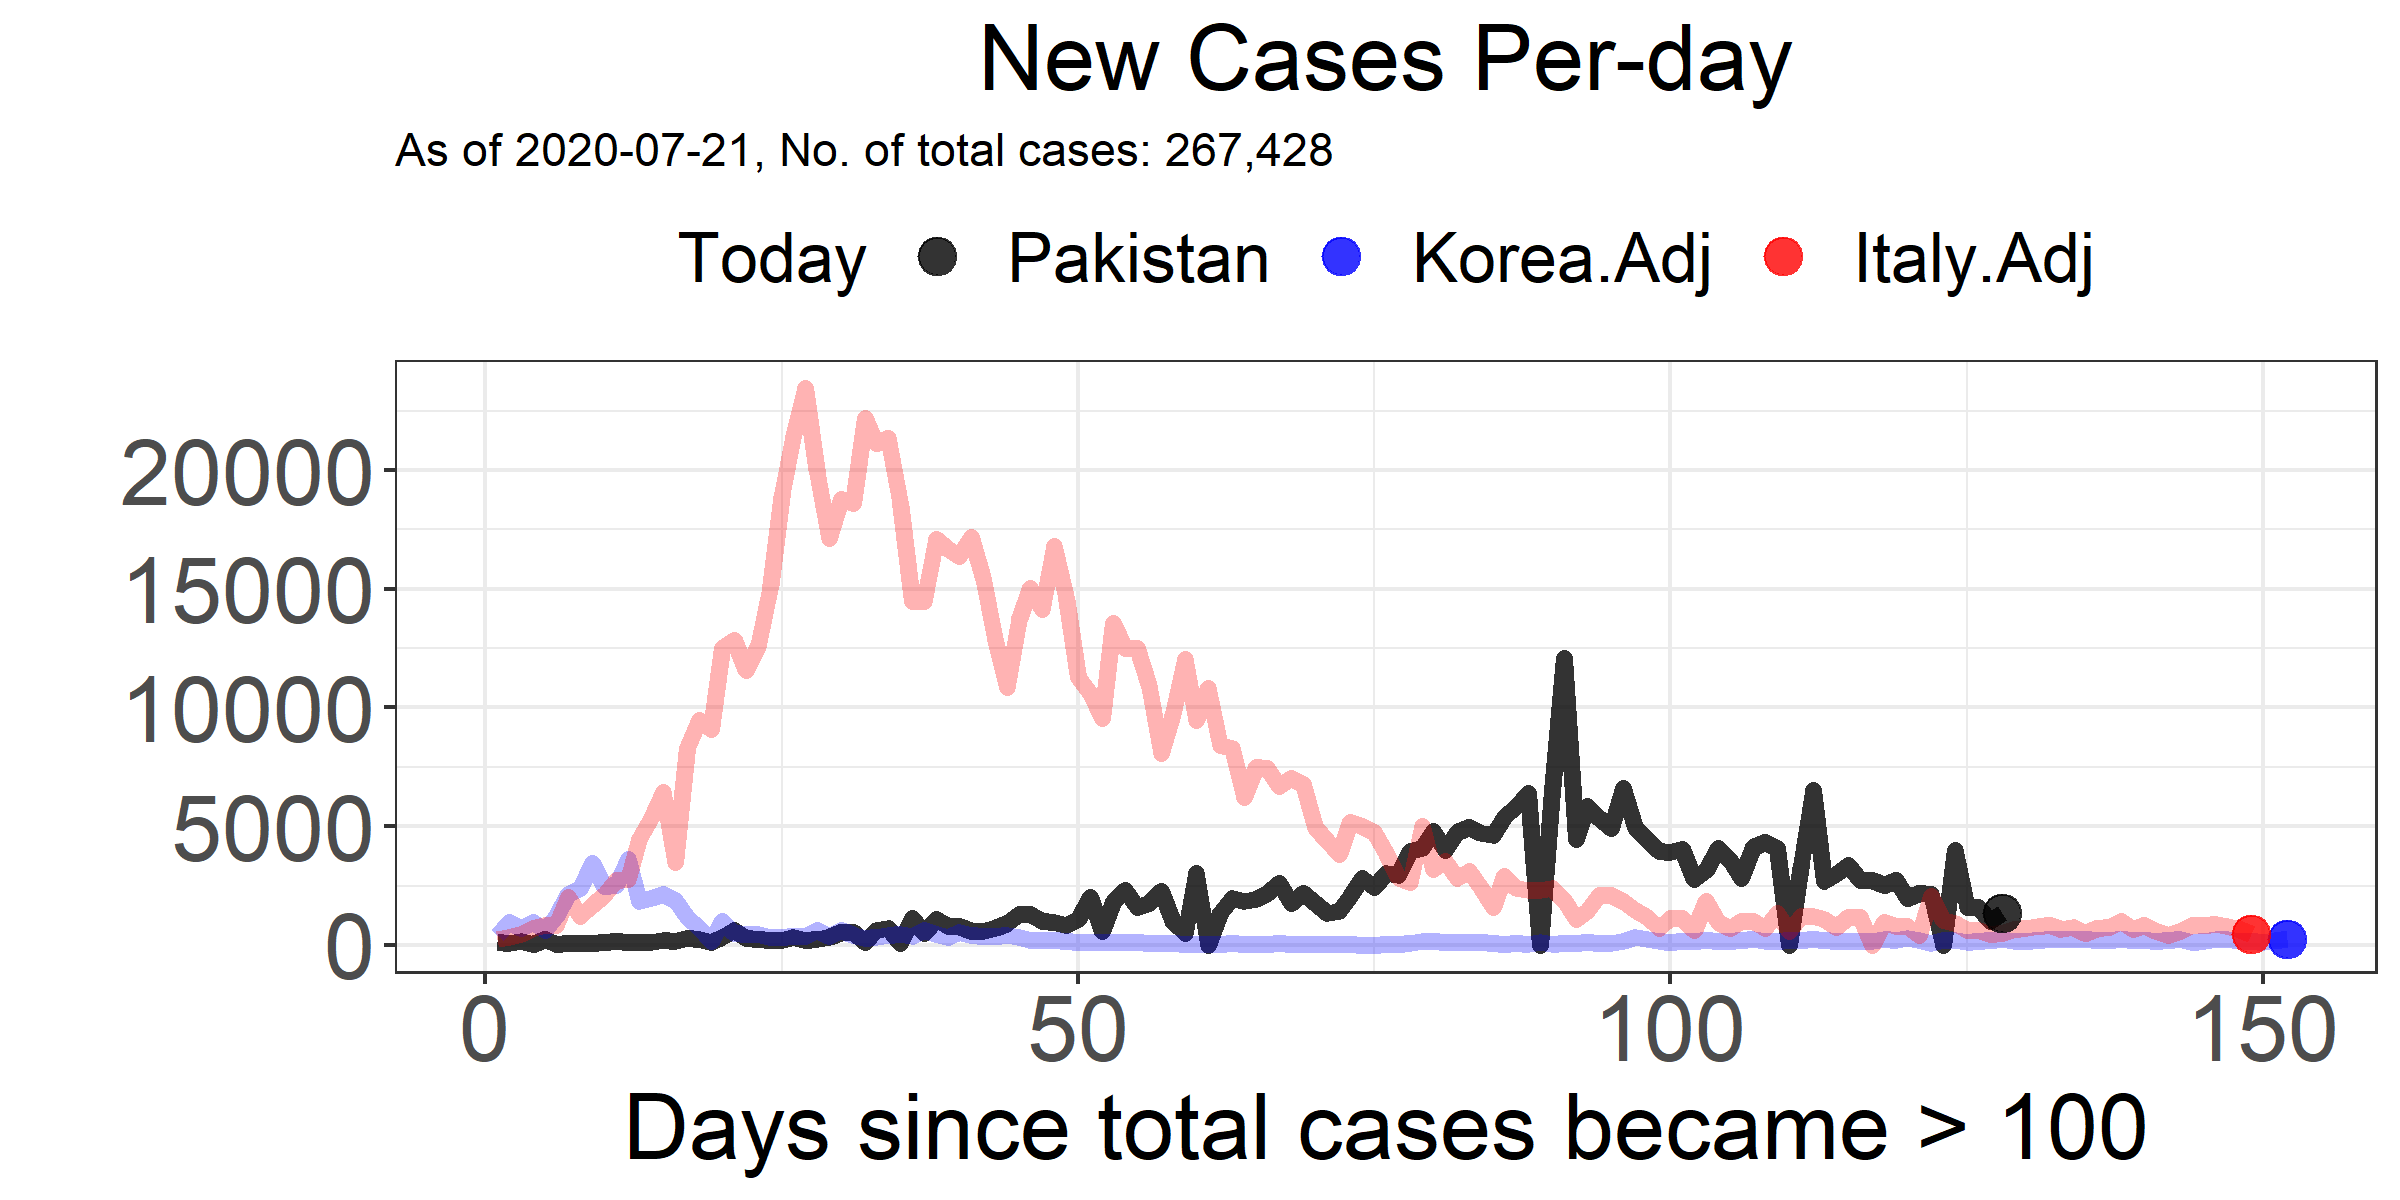 New Cases Per-day
As of 2020-07-21, No. of total cases: 267,428
Today Pakistan Korea.Adj Italy.Adj
20000
15000
10000
5000
0
0 50 100 150
Days since total cases became > 100